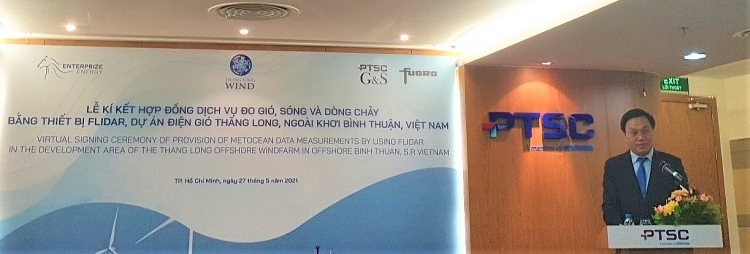 ENTERPRIZE
ENERGY
THANG LONG
WIND
PTSC
G&S
FUGRO
LỄ KÍ KẾT HỢP ĐỒNG DỊCH VỤ ĐO GIÓ, SÓNG VÀ DÒNG CHẢY
BẰNG THIẾT BỊ FLIDAR, DỰ ÁN ĐIỆN GIÓ THĂNG LONG, NGOÀI KHƠI BÌNH THUẬN, VIỆT NAM
VIRTUAL SIGNING CEREMONY OF PROVISION OF METOCEAN DATA MEASUREMENTS BY USING FLIDAR
IN THE DEVELOPMENT AREA OF THE THANG LONG OFFSHORE WINDFARM IN OFFSHORE BINH THUAN, S.R VIETNAM
TP. Hồ Chí Minh, ngày 27 tháng 5 năm 2021
PTSC
EXIT
LỐI THOÁT
PTSC